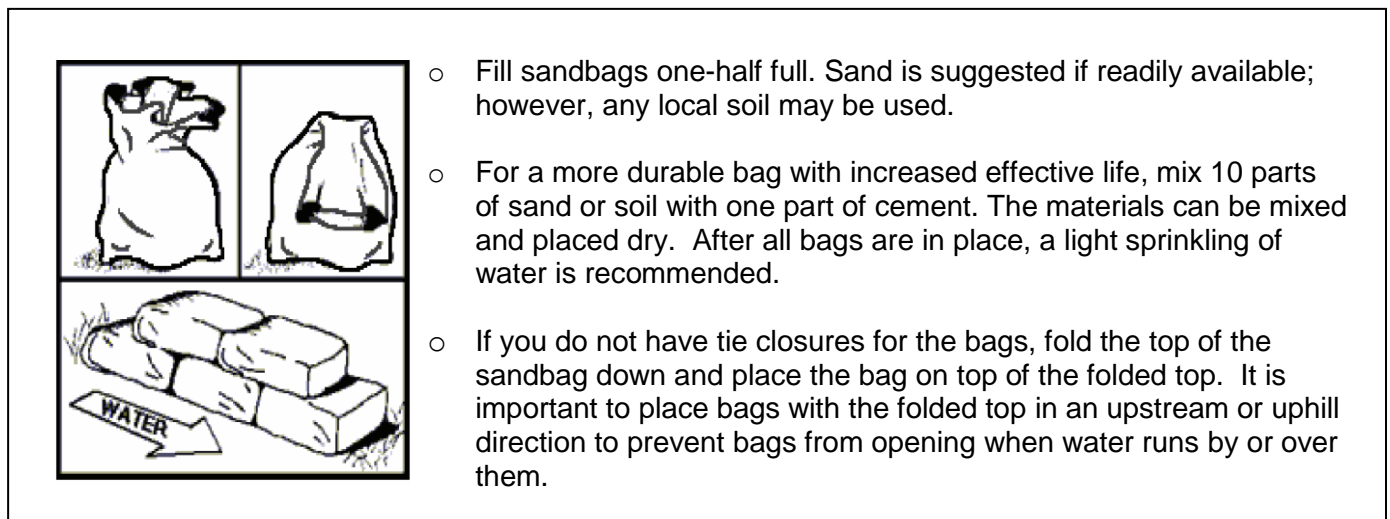 ○ Fill sandbags one-half full. Sand is suggested if readily available;
however, any local soil may be used.
○ For a more durable bag with increased effective life, mix 10 parts
of sand or soil with one part of cement. The materials can be mixed
and placed dry.  After all bags are in place, a light sprinkling of
water is recommended.
○ If you do not have tie closures for the bags, fold the top of the
sandbag down and place the bag on top of the folded top.  It is
important to place bags with the folded top in an upstream or uphill
direction to prevent bags from opening when water runs by or over
them.
WATER